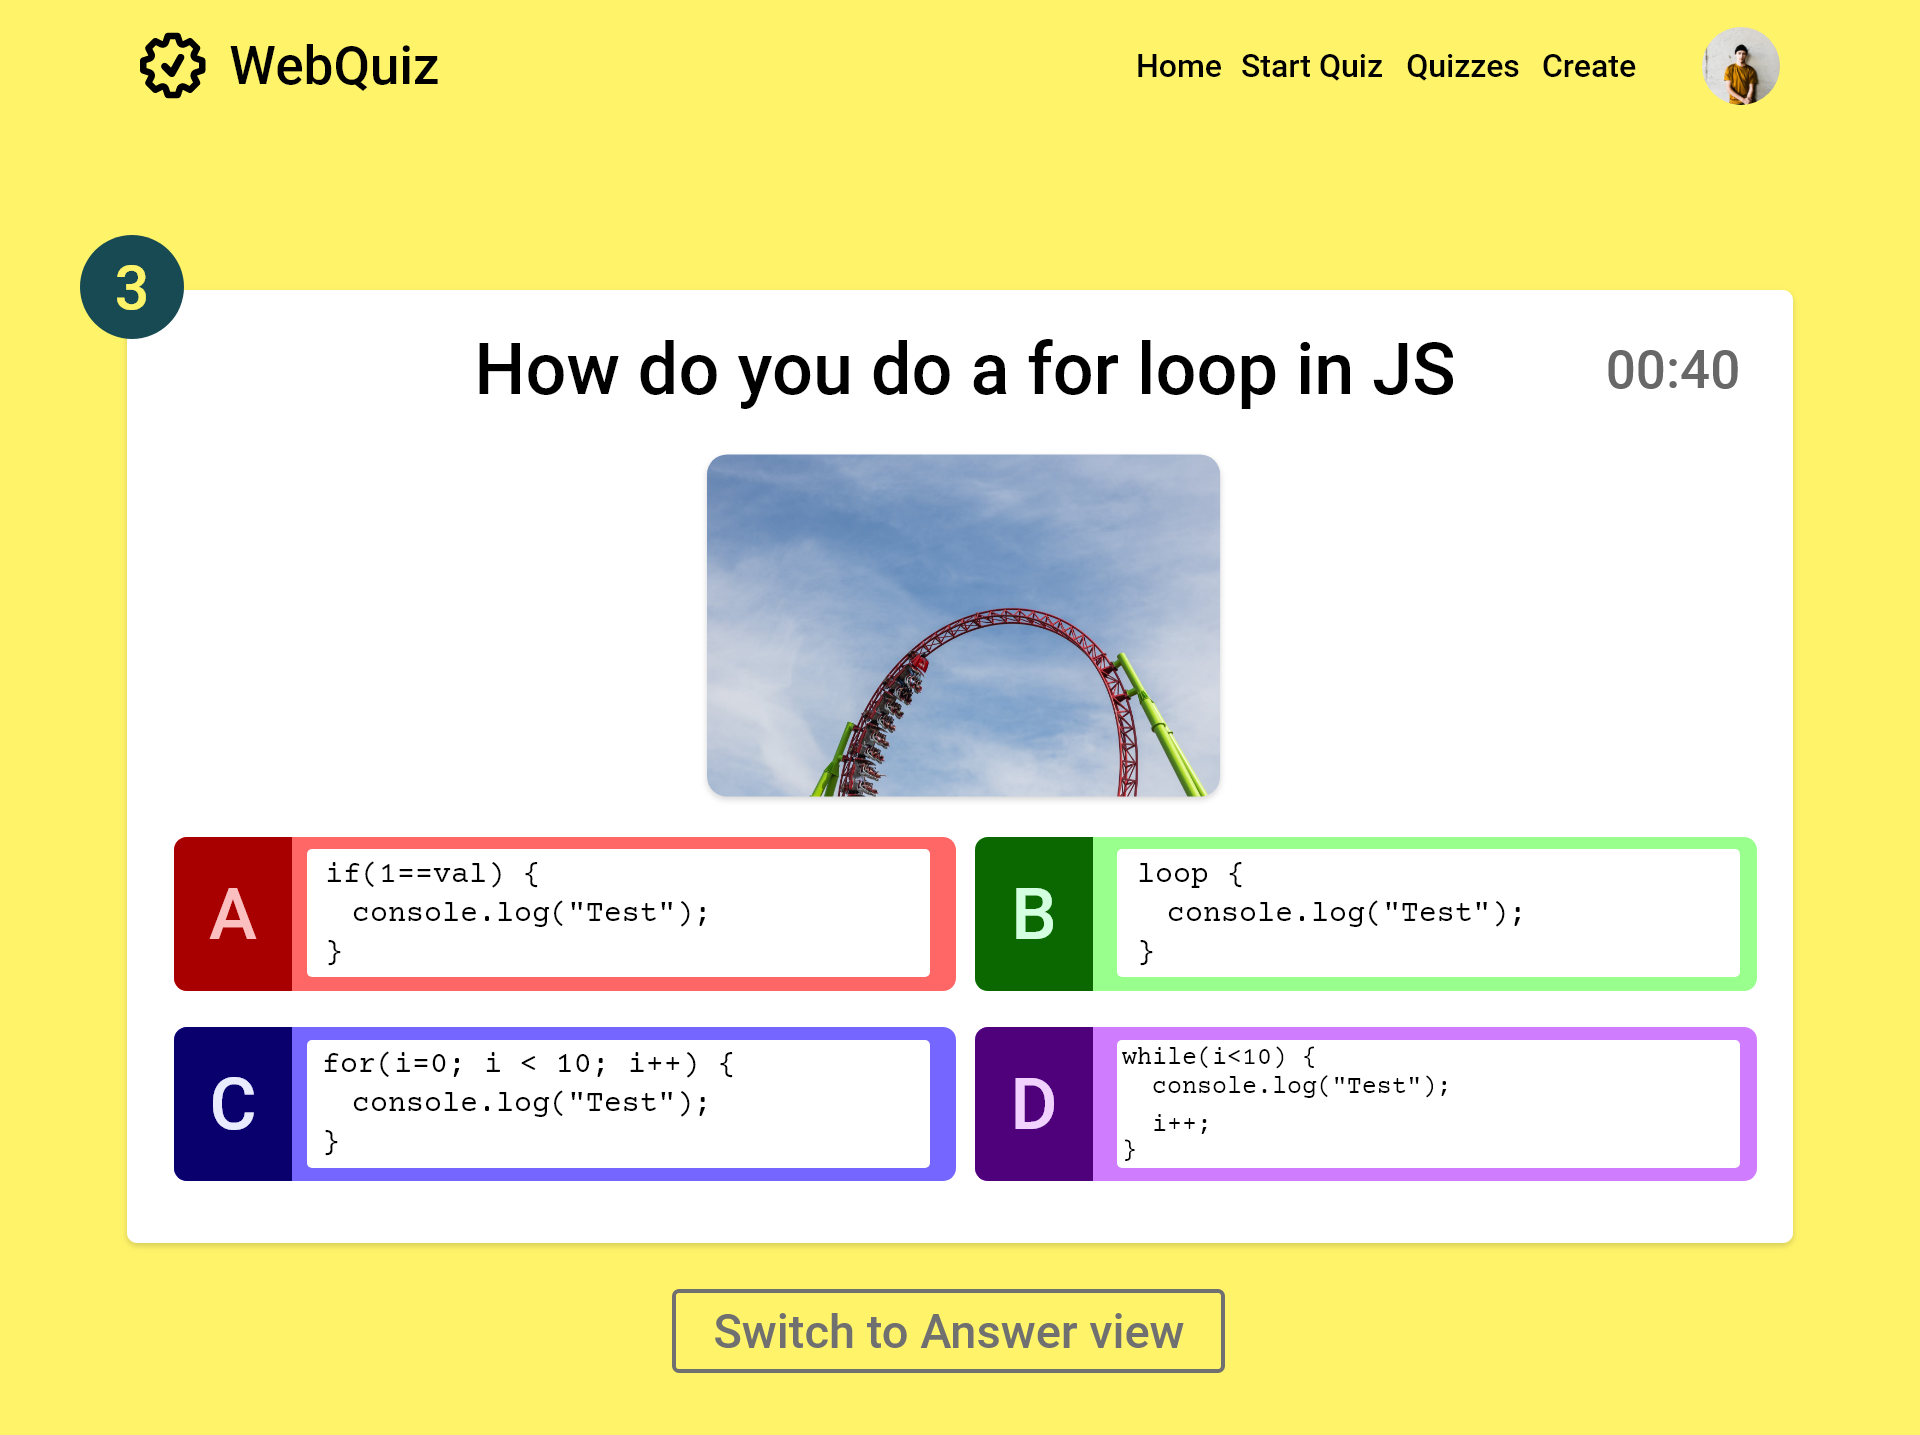 WebQuiz
Home Start Quiz Quizzes Create
3
How do you do a for loop in JS
00:40
A
if(1==val) {
console.log("Test");
}
B
loop {
console.log("Test");
}
C
for(i=0; i < 10; i++) {
console.log("Test");
}
D
while(i<10) {
console.log("Test");
i++;
}
Switch to Answer view